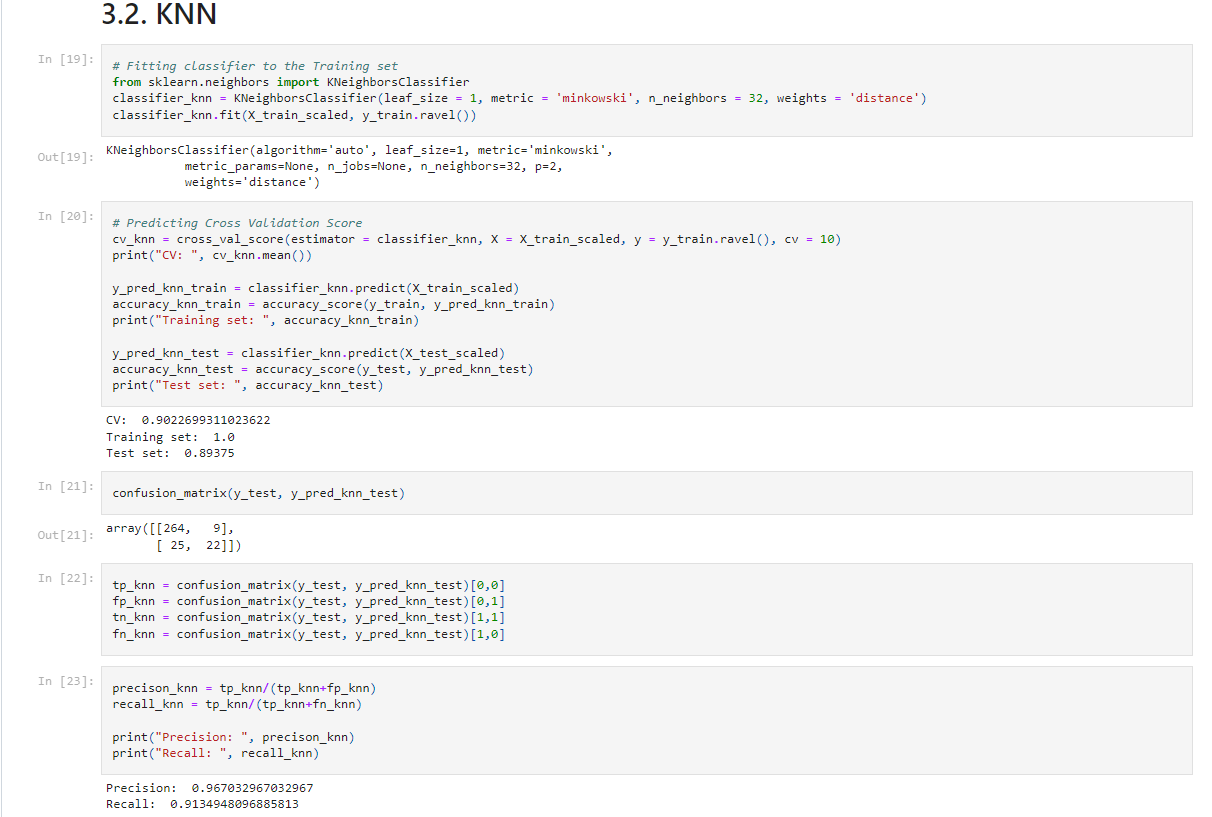 3.2. KNN
In [19]:
# Fitting classifier to the Training set
from sklearn.neighbors import KNeighborsClassifier
classifier_knn = KNeighborsClassifier(leaf_size = 1, metric = 'minkowski', n_neighbors = 32, weights = 'distance')
classifier_knn.fit(X_train_scaled, y_train.ravel())
Out[19]:
KNeighborsClassifier(algorithm='auto', leaf_size=1, metric='minkowski',
metric_params=None, n_jobs=None, n_neighbors=32, p=2,
weights='distance')
In [20]:
# Predicting Cross Validation Score
cv_knn = cross_val_score(estimator = classifier_knn, X = X_train_scaled, y = y_train.ravel(), cv = 10)
print("CV: ", cv_knn.mean())
y_pred_knn_train = classifier_knn.predict(X_train_scaled)
accuracy_knn_train = accuracy_score(y_train, y_pred_knn_train)
print("Training set: ", accuracy_knn_train)
y_pred_knn_test = classifier_knn.predict(X_test_scaled)
accuracy_knn_test = accuracy_score(y_test, y_pred_knn_test)
print("Test set: ", accuracy_knn_test)
CV:  0.9022699311023622
Training set:  1.0
Test set:  0.89375
In [21]:
confusion_matrix(y_test, y_pred_knn_test)
Out[21]:
array([[264,   9],
[ 25,  22]])
In [22]:
tp_knn = confusion_matrix(y_test, y_pred_knn_test)[0,0]
fp_knn = confusion_matrix(y_test, y_pred_knn_test)[0,1]
tn_knn = confusion_matrix(y_test, y_pred_knn_test)[1,1]
fn_knn = confusion_matrix(y_test, y_pred_knn_test)[1,0]
In [23]:
precison_knn = tp_knn/(tp_knn+fp_knn)
recall_knn = tp_knn/(tp_knn+fn_knn)
print("Precision: ", precison_knn)
print("Recall: ", recall_knn)
Precision:  0.967032967032967
Recall:  0.9134948096885813